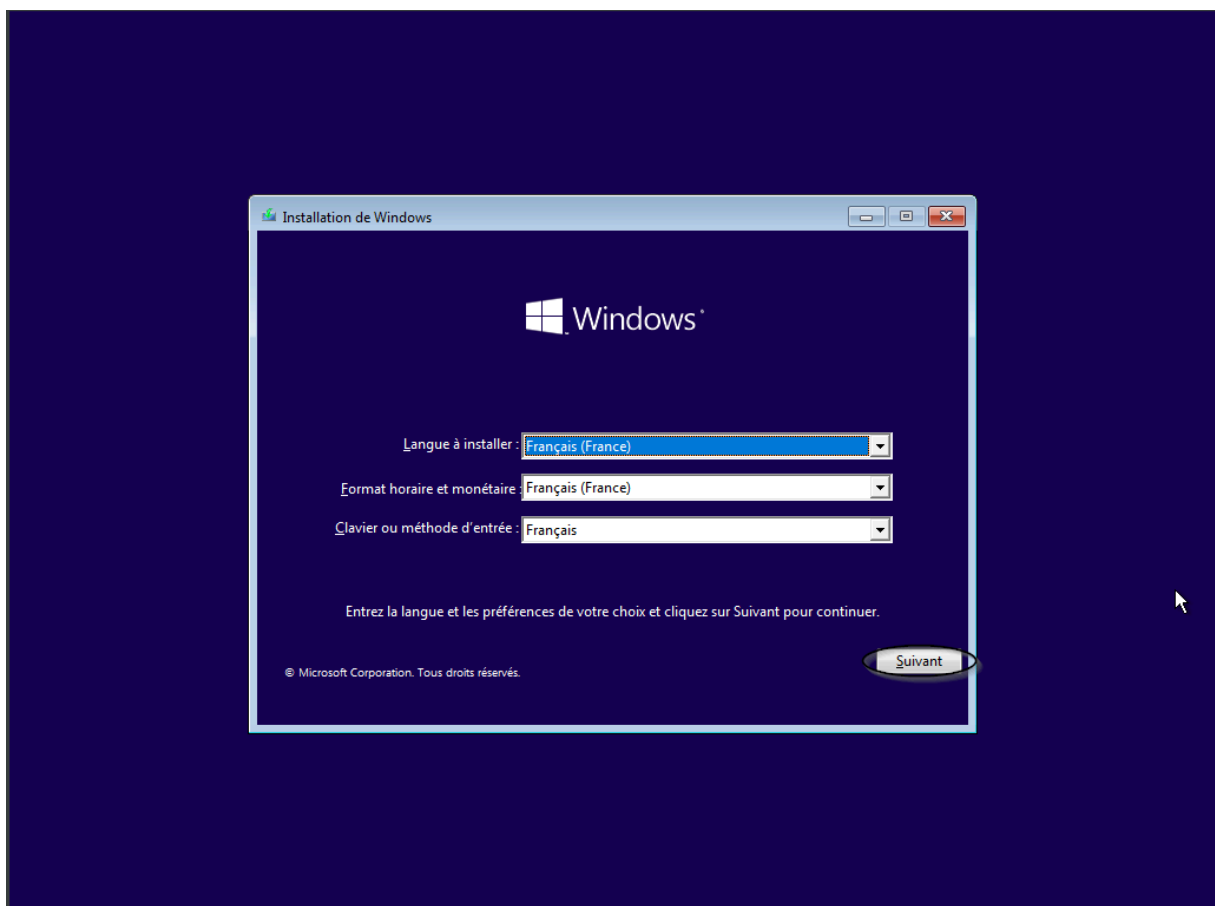 Installation de Windows
Windows
Langue à installer : Français (France)
Format horaire et monétaire : Français (France)
Clavier ou méthode d'entrée : Français
Entrez la langue et les préférences de votre choix et cliquez sur Suivant pour continuer.
Suivant
© Microsoft Corporation. Tous droits réservés.